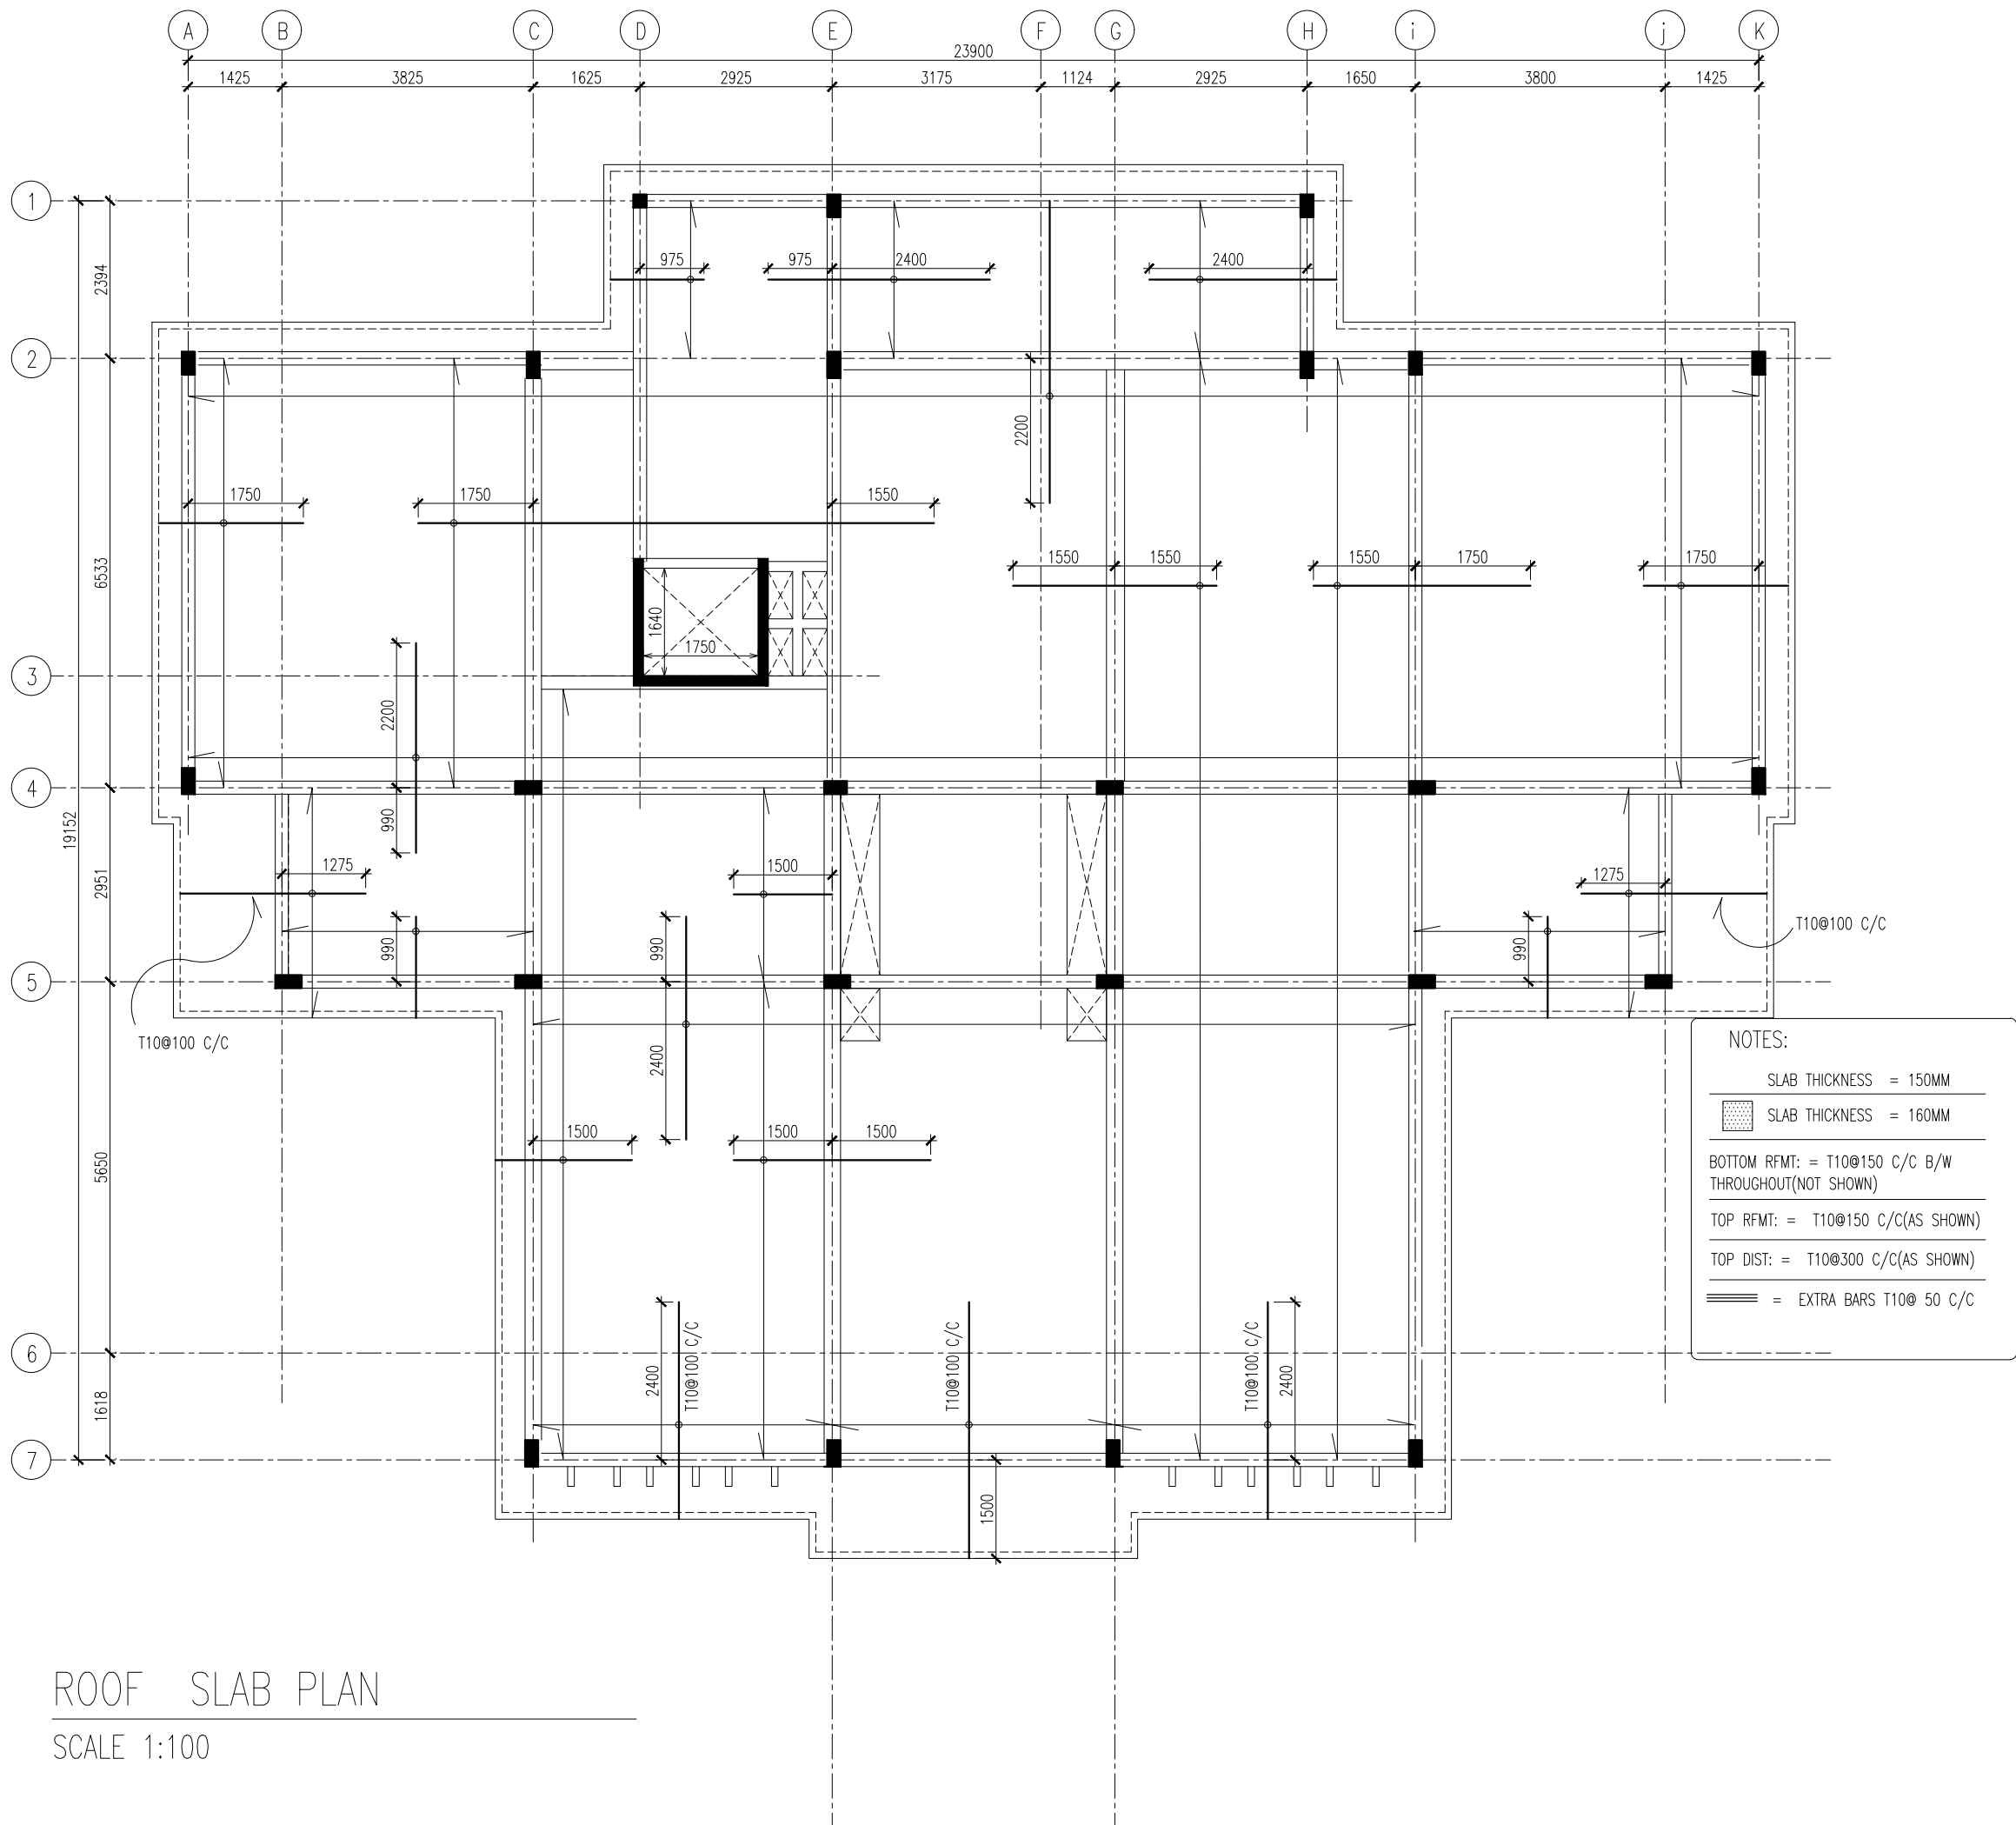 A B C D E F G H i j K
23900
1425 3825 1625 2925 3175 1124 2925 1650 3800 1425
1
2394
975 975 2400 2400
2
2200
1750 1750 1550
6533
1550 1550 1550 1750 1750
1640
1750
3
2200
4
19152
990
2951
1275 1500 1275
990 990 990
T10@100 C/C
5
T10@100 C/C
2400
1500 1500 1500
5650
NOTES:
SLAB THICKNESS = 150MM
SLAB THICKNESS = 160MM
BOTTOM RFMT: = T10@150 C/C B/W
THROUGHOUT(NOT SHOWN)
TOP RFMT: = T10@150 C/C(AS SHOWN)
TOP DIST: = T10@300 C/C(AS SHOWN)
= EXTRA BARS T10@ 50 C/C
6
2400 T10@100 C/C T10@100 C/C T10@100 C/C 2400
1618
7
1500
ROOF SLAB PLAN
SCALE 1:100